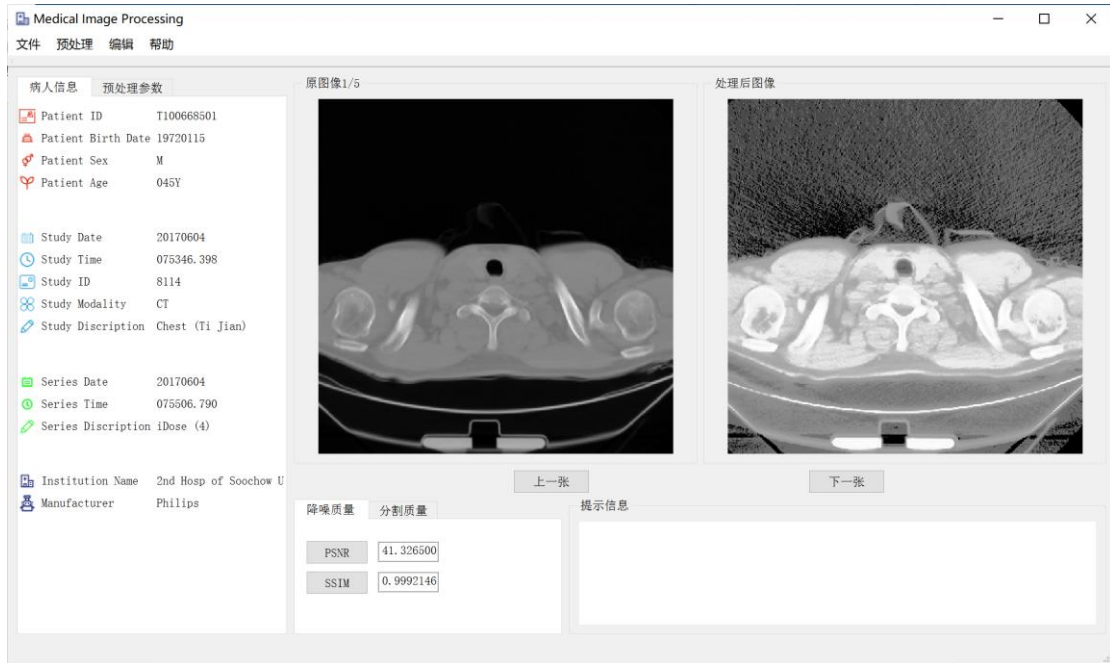 Medical Image Processing
文件 预处理 编辑 帮助
病人信息 预处理参数
Patient ID T100668501
Patient Birth Date 19720115
Patient Sex M
Patient Age 045Y
Study Date 20170604
Study Time 075346.398
Study ID 8114
Study Modality CT
Study Discription Chest (Ti Jian)
Series Date 20170604
Series Time 075506.790
Series Discription iDose (4)
Institution Name 2nd Hosp of Soochow U
Manufacturer Philips
原图像1/5
处理后图像
上一张
下一张
降噪质量 分割质量
PSNR 41.326500
SSIM 0.9992146
提示信息